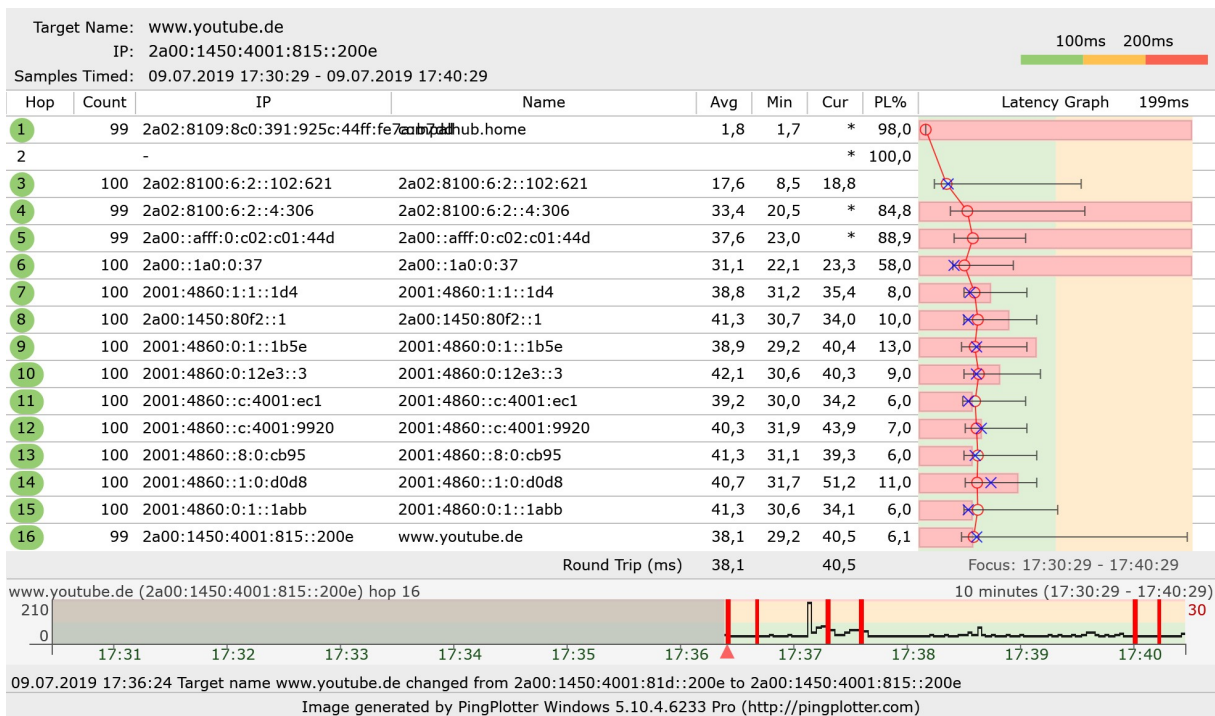 Target Name: www.youtube.de
IP: 2a00:1450:4001:815::200e
Samples Timed: 09.07.2019 17:30:29 - 09.07.2019 17:40:29
100ms 200ms
Hop Count IP Name Avg Min Cur PL% Latency Graph 199ms
1 99 2a02:8109:8c0:391:925c:44ff:fe 1,8 1,7 * 98,0
2 - * 100,0
3 100 2a02:8100:6:2::102:621 2a02:8100:6:2::102:621 17,6 8,5 18,8
4 99 2a02:8100:6:2::4:306 2a02:8100:6:2::4:306 33,4 20,5 * 84,8
5 99 2a00::afff:0:c02:c01:44d 2a00::afff:0:c02:c01:44d 37,6 23,0 * 88,9
6 100 2a00::1a0:0:37 2a00::1a0:0:37 31,1 22,1 23,3 58,0
7 100 2001:4860:1:1::1d4 2001:4860:1:1::1d4 38,8 31,2 35,4 8,0
8 100 2a00:1450:80f2::1 2a00:1450:80f2::1 41,3 30,7 34,0 10,0
9 100 2001:4860:0:1::1b5e 2001:4860:0:1::1b5e 38,9 29,2 40,4 13,0
10 100 2001:4860:0:12e3::3 2001:4860:0:12e3::3 42,1 30,6 40,3 9,0
11 100 2001:4860::c:4001:ec1 2001:4860::c:4001:ec1 39,2 30,0 34,2 6,0
12 100 2001:4860::c:4001:9920 2001:4860::c:4001:9920 40,3 31,9 43,9 7,0
13 100 2001:4860::8:0:cb95 2001:4860::8:0:cb95 41,3 31,1 39,3 6,0
14 100 2001:4860::1:0:d0d8 2001:4860::1:0:d0d8 40,7 31,7 51,2 11,0
15 100 2001:4860:0:1::1abb 2001:4860:0:1::1abb 41,3 30,6 34,1 6,0
16 99 2a00:1450:4001:815::200e www.youtube.de 38,1 29,2 40,5 6,1
Round Trip (ms) 38,1 40,5 Focus: 17:30:29 - 17:40:29
www.youtube.de (2a00:1450:4001:815::200e) hop 16 10 minutes (17:30:29 - 17:40:29)
210 30
0
17:31 17:32 17:33 17:34 17:35 17:36 17:37 17:38 17:39 17:40
09.07.2019 17:36:24 Target name www.youtube.de changed from 2a00:1450:4001:81d::200e to 2a00:1450:4001:815::200e
Image generated by PingPlotter Windows 5.10.4.6233 Pro (http://pingplotter.com)